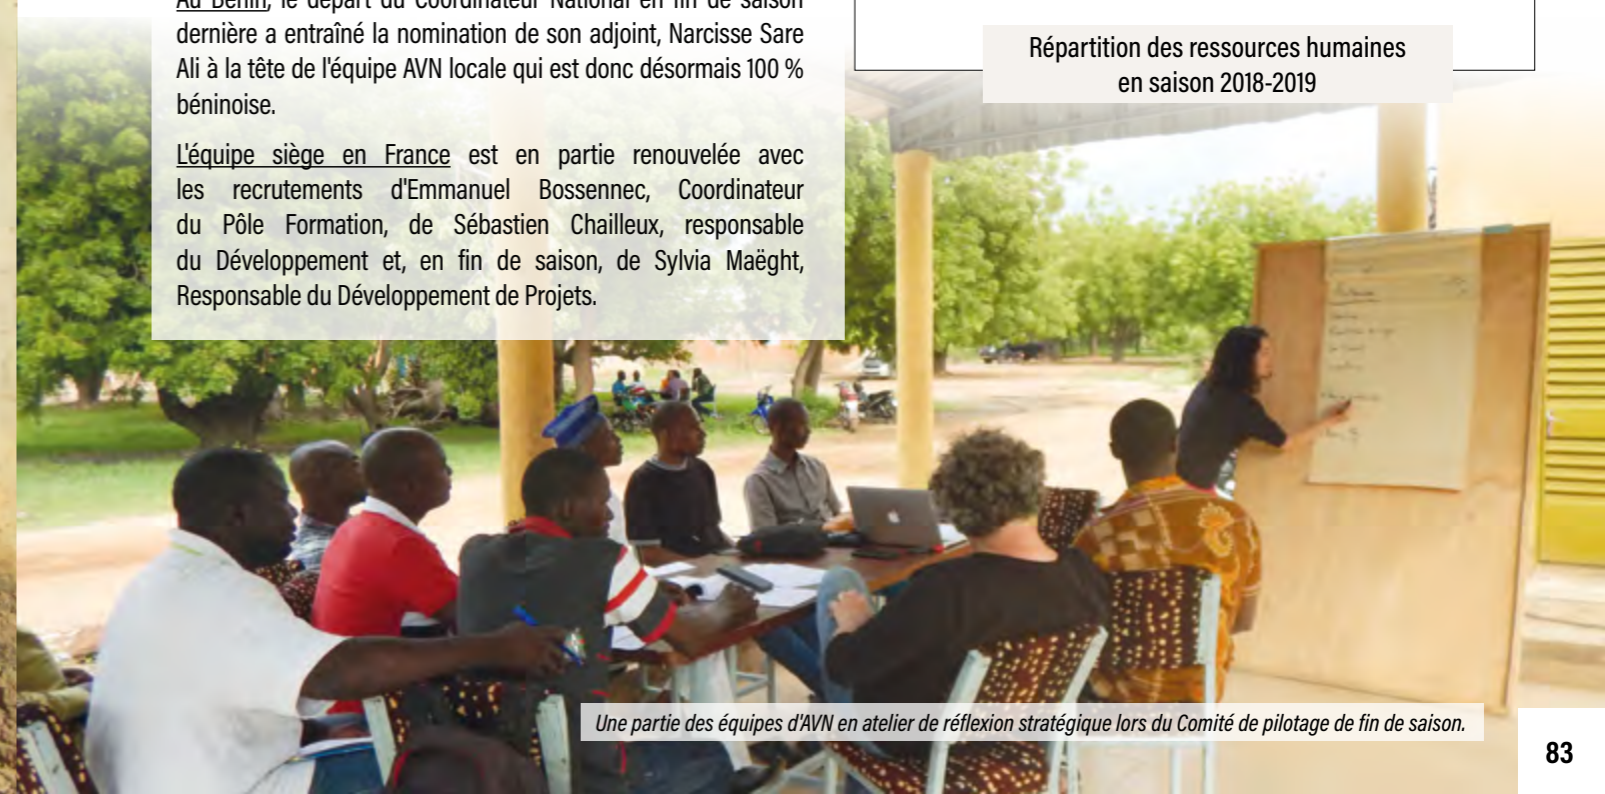 Au Bénin, le départ du Coordinateur National en fin de saison
dernière a entraîné la nomination de son adjoint, Narcisse Sare
Ali à la tête de l'équipe AVN locale qui est donc désormais 100 %
béninoise.
L'équipe siège en France est en partie renouvelée avec
les recrutements d'Emmanuel Bossennec, Coordinateur
du Pôle Formation, de Sébastien Chailleux, responsable
du Développement et, en fin de saison, de Sylvia Maëght,
Responsable du Développement de Projets.
Répartition des ressources humaines
en saison 2018-2019
Une partie des équipes d'AVN en atelier de réflexion stratégique lors du Comité de pilotage de fin de saison.
83